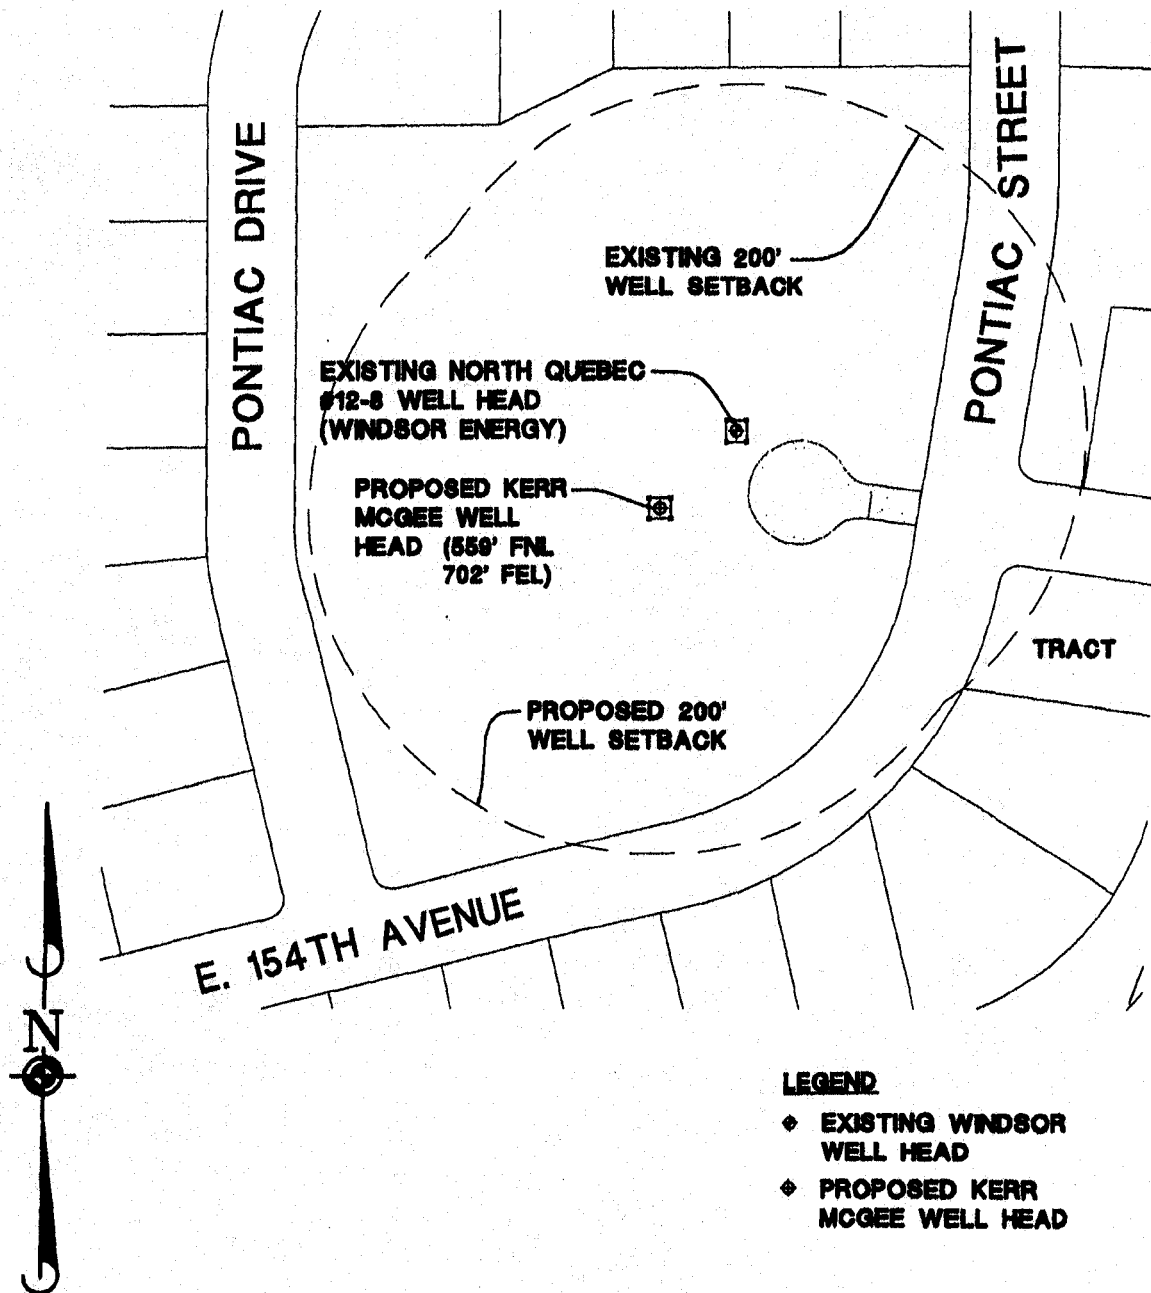 PONTIAC DRIVE
PONTIAC STREET
EXISTING 200'
WELL SETBACK
EXISTING NORTH QUEBEC
#12-8 WELL HEAD
(WINDSOR ENERGY)
PROPOSED KERR
MCGEE WELL
HEAD (559' FNL
702' FEL)
TRACT
PROPOSED 200'
WELL SETBACK
E. 154TH AVENUE
N
LEGEND
EXISTING WINDSOR
WELL HEAD
PROPOSED KERR
MCGEE WELL HEAD